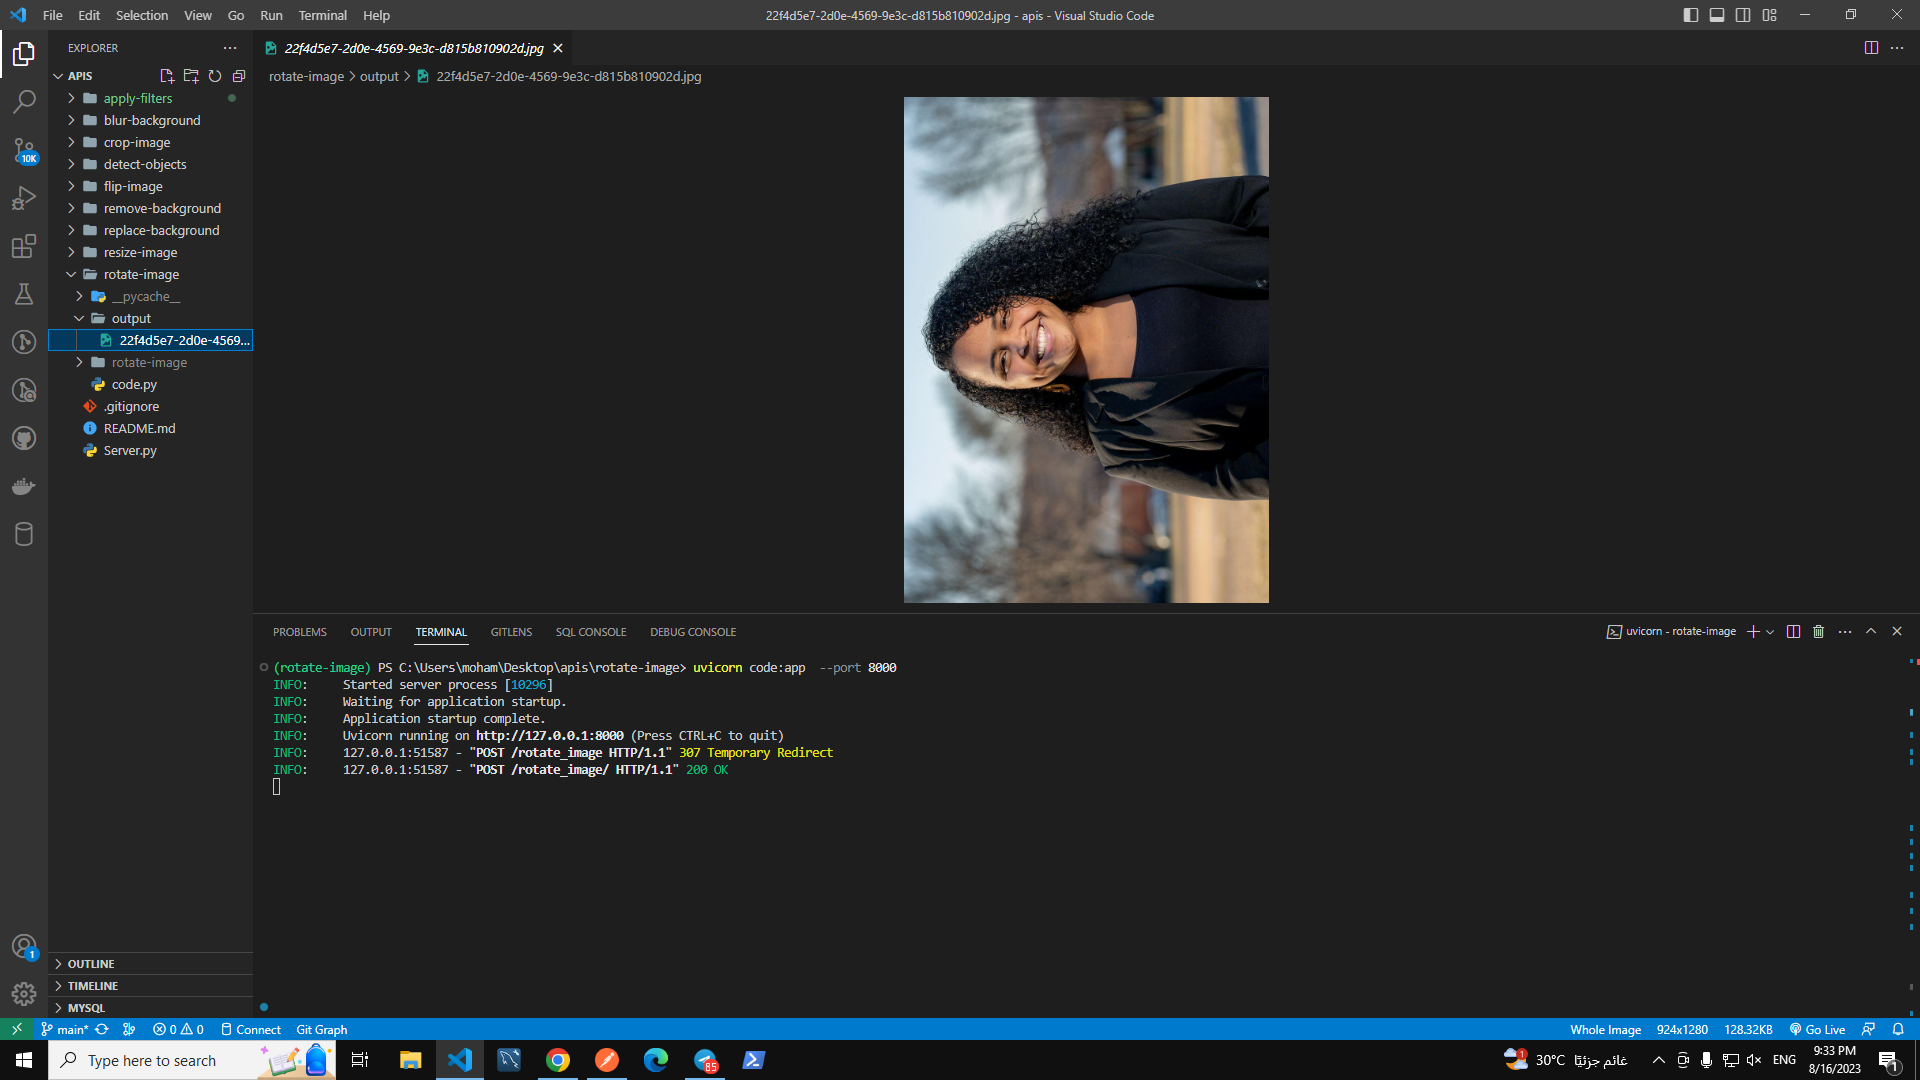 File Edit Selection View Go Run Terminal Help
22f4d5e7-2d0e-4569-9e3c-d815b810902d.jpg - apis - Visual Studio Code
EXPLORER
APIS
apply-filters
blur-background
crop-image
detect-objects
flip-image
remove-background
replace-background
resize-image
rotate-image
__pycache__
output
22f4d5e7-2d0e-4569...
rotate-image
code.py
.gitignore
README.md
Server.py
OUTLINE
TIMELINE
MYSQL
10K
1
22f4d5e7-2d0e-4569-9e3c-d815b810902d.jpg
rotate-image > output > 22f4d5e7-2d0e-4569-9e3c-d815b810902d.jpg
PROBLEMS OUTPUT TERMINAL GITLENS SQL CONSOLE DEBUG CONSOLE
uvicorn - rotate-image
(rotate-image) PS C:\Users\moham\Desktop\apis\rotate-image> uvicorn code:app --port 8000
INFO: Started server process [10296]
INFO: Waiting for application startup.
INFO: Application startup complete.
INFO: Uvicorn running on http://127.0.0.1:8000 (Press CTRL+C to quit)
INFO: 127.0.0.1:51587 - "POST /rotate_image HTTP/1.1" 307 Temporary Redirect
INFO: 127.0.0.1:51587 - "POST /rotate_image/ HTTP/1.1" 200 OK
main* 0 0 Connect Git Graph
Whole Image 924x1280 128.32KB Go Live
Type here to search
85
1 30°C غائم جزئيًا
ENG
9:33 PM
8/16/2023
1